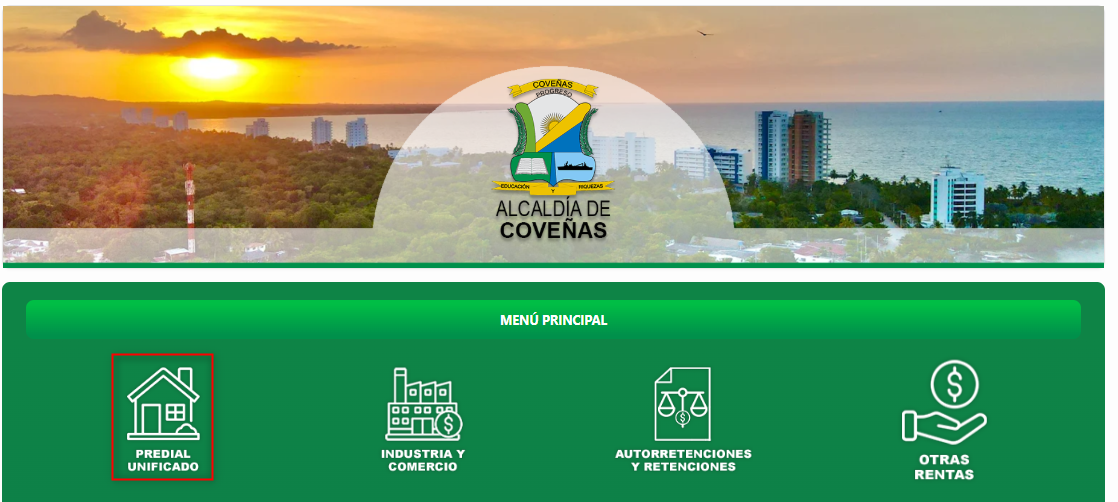 COVEÑAS
PROGRESO
EDUCACIÓN Y RIQUEZAS
ALCALDÍA DE
COVEÑAS
MENÚ PRINCIPAL
PREDIAL
UNIFICADO
INDUSTRIA Y
COMERCIO
AUTORRETENCIONES
Y RETENCIONES
OTRAS
RENTAS